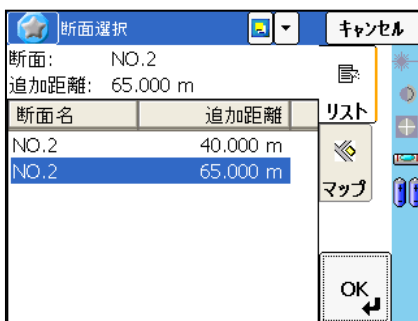 断面選択
キャンセル
断面: NO.2
追加距離: 65.000 m
リスト
断面名 追加距離
NO.2 40.000 m
NO.2 65.000 m
マップ
OK